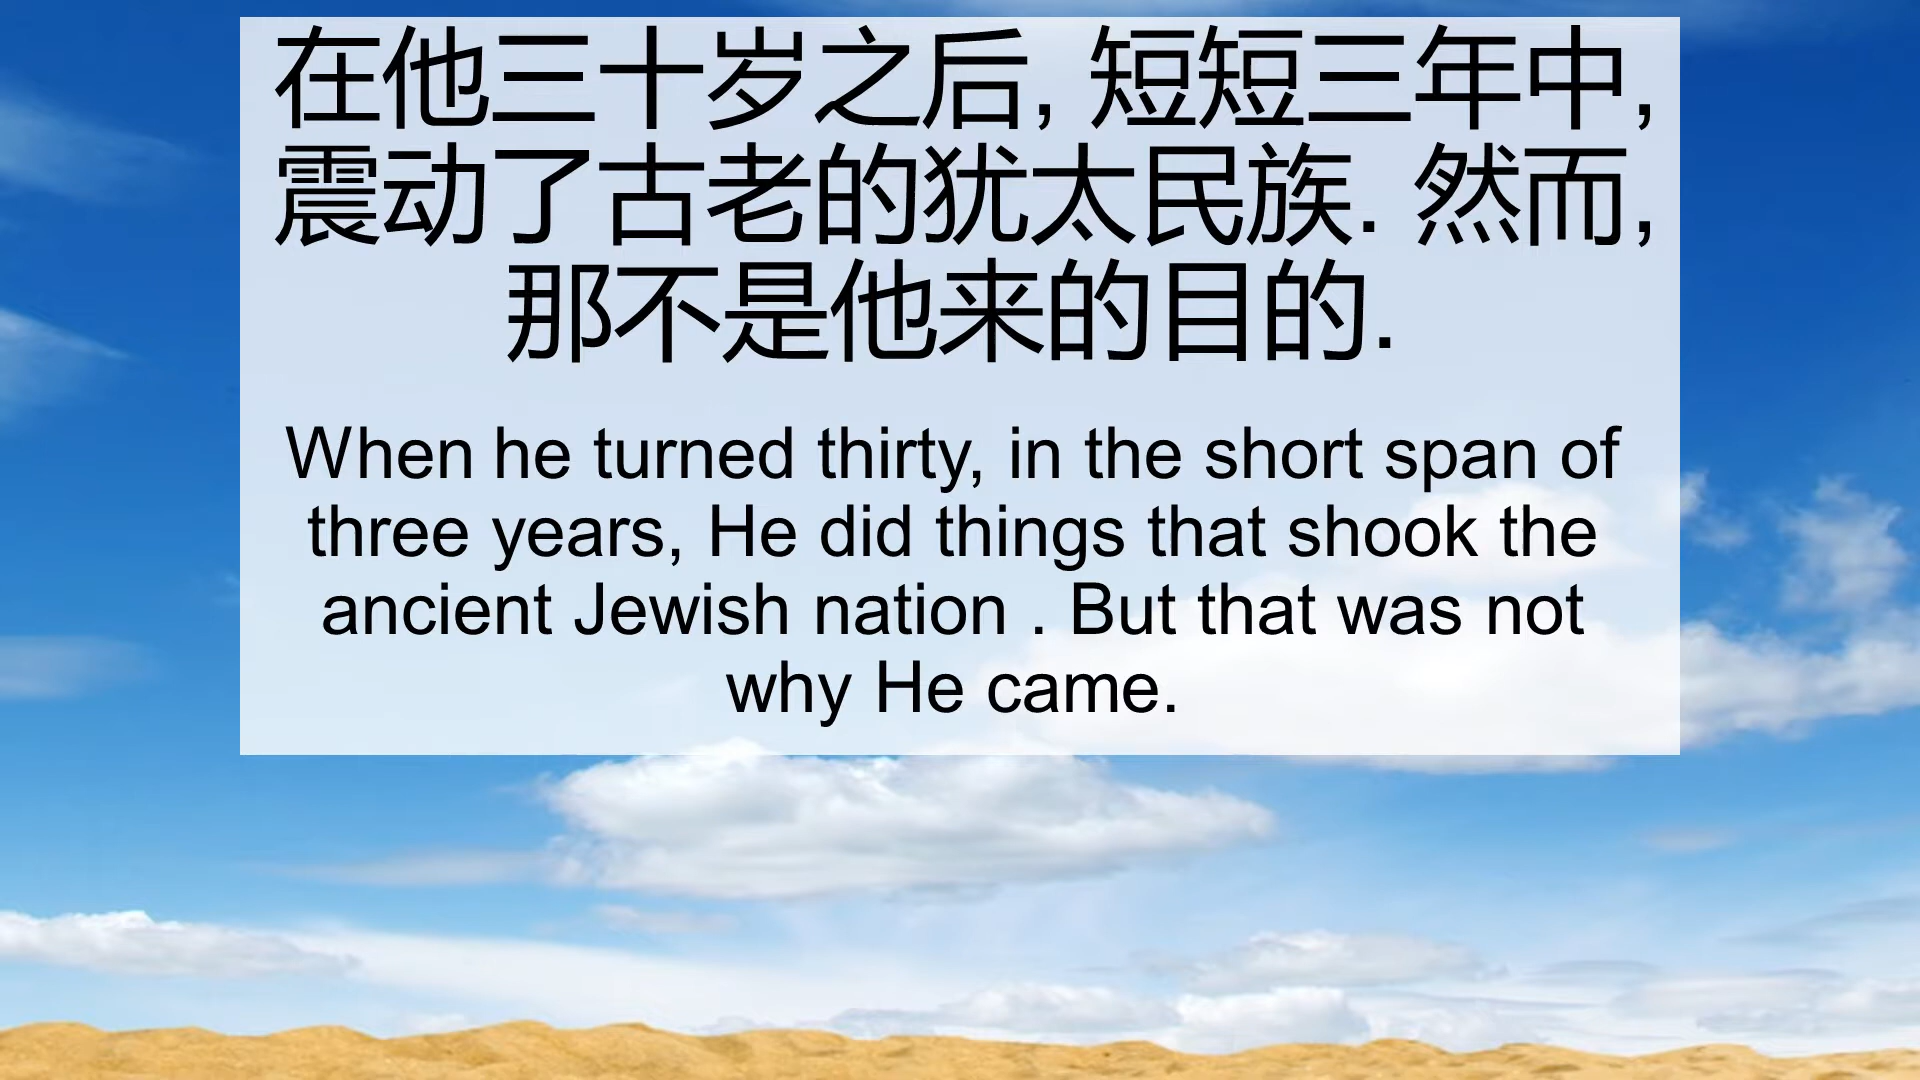 在他三十岁之后, 短短三年中,
震动了古老的犹太民族. 然而,
那不是他来的目的.
When he turned thirty, in the short span of
three years, He did things that shook the
ancient Jewish nation . But that was not
why He came.